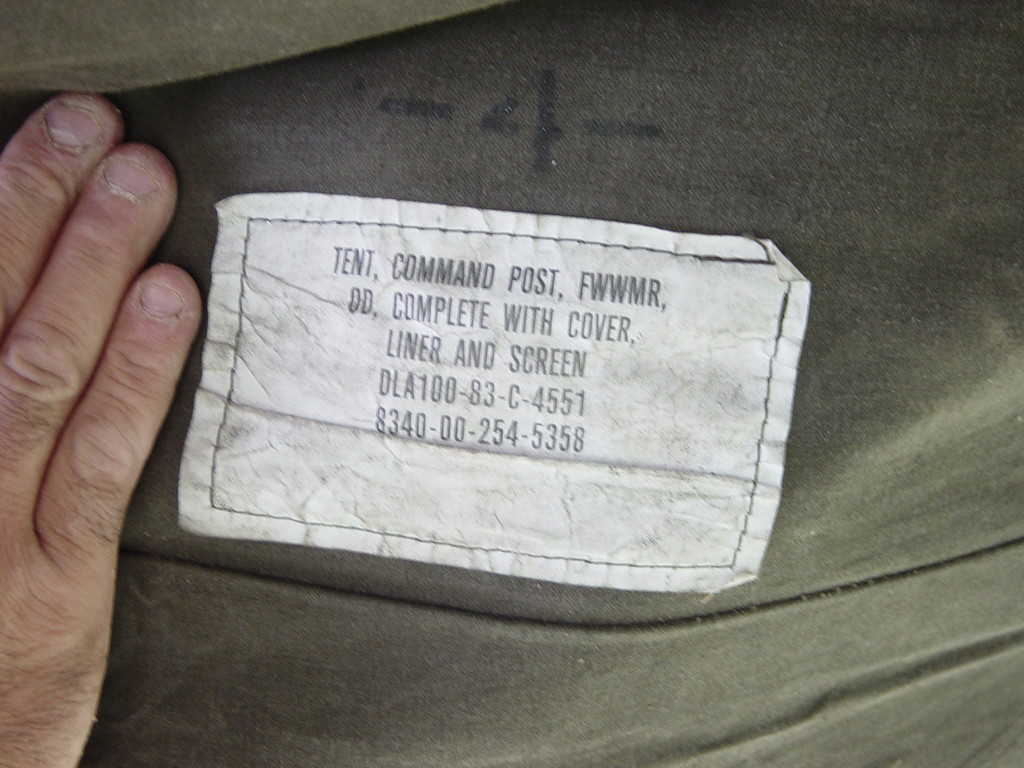 TENT, COMMAND POST, FWWMR,
OD, COMPLETE WITH COVER,
LINER AND SCREEN
DLA100-83-C-4551
8340-00-254-5358